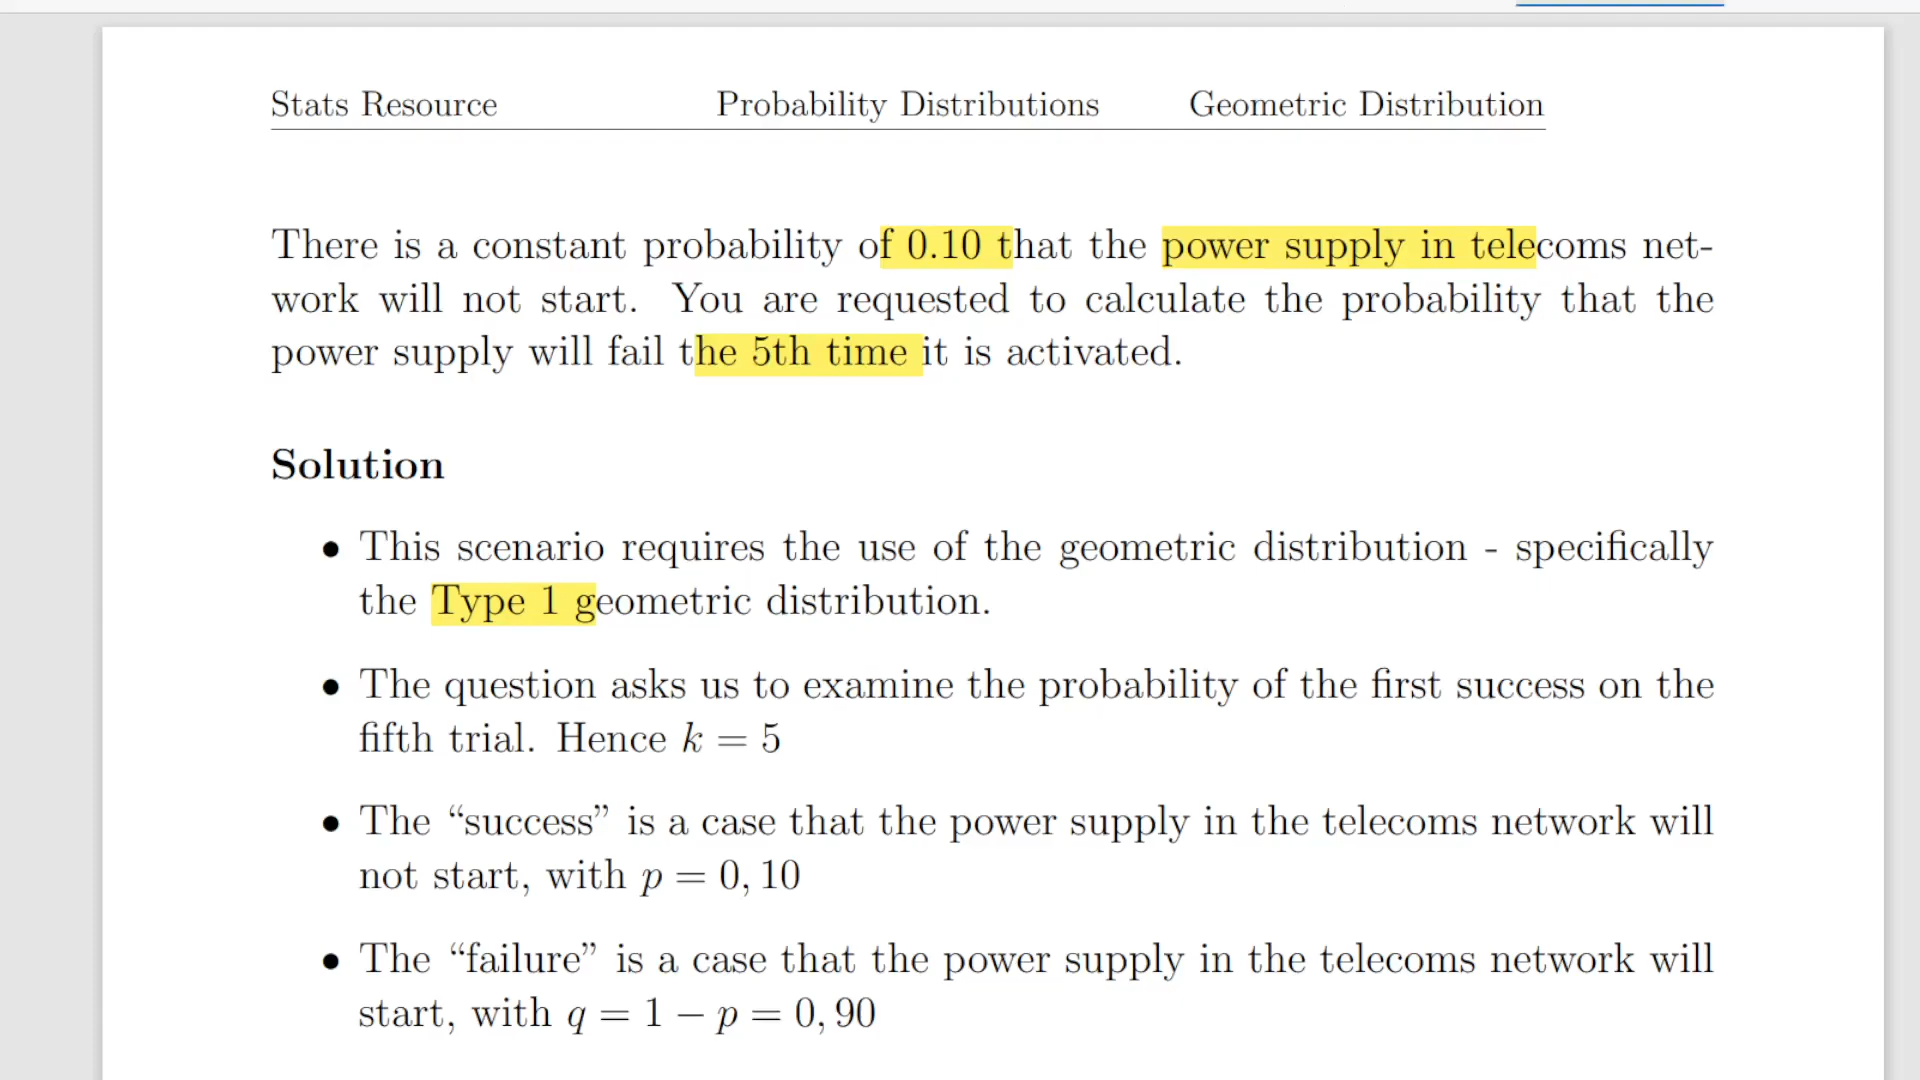 Stats Resource Probability Distributions Geometric Distribution
There is a constant probability of 0.10 that the power supply in telecoms net-
work will not start. You are requested to calculate the probability that the
power supply will fail the 5th time it is activated.
Solution
• This scenario requires the use of the geometric distribution - specifically
the Type 1 geometric distribution.
• The question asks us to examine the probability of the first success on the
fifth trial. Hence k = 5
• The “success” is a case that the power supply in the telecoms network will
not start, with p = 0, 10
• The “failure” is a case that the power supply in the telecoms network will
start, with q = 1 − p = 0, 90